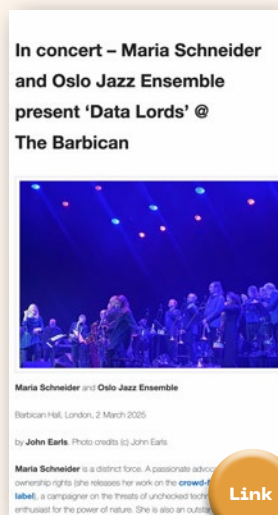 In concert – Maria Schneider
and Oslo Jazz Ensemble
present ‘Data Lords’ @
The Barbican
Maria Schneider and Oslo Jazz Ensemble
Barbican Hall, London, 2 March 2025
by John Earls. Photo credits (c) John Earls
Maria Schneider is a distinct force. A passionate advoc
ownership rights (she releases her work on the crowd-f
label), a campaigner on the threats of unchecked tech
enthusiast for the power of nature. She is also an outsta
Link